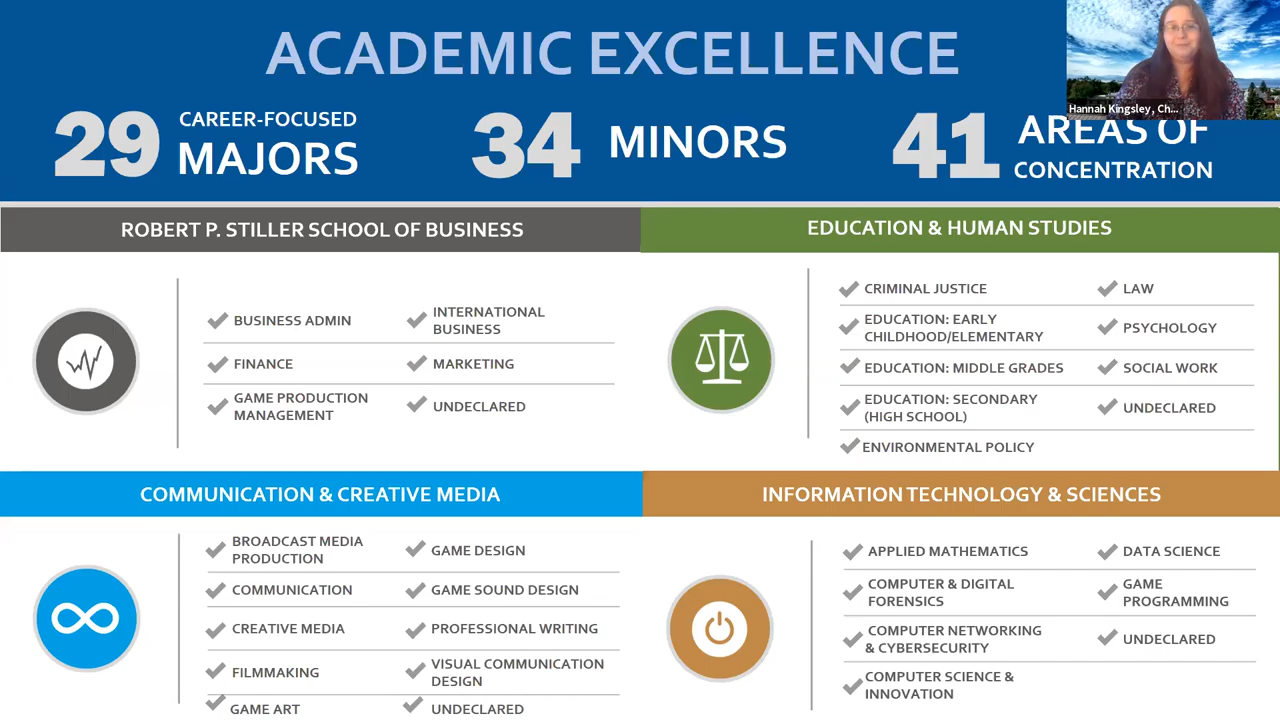 ACADEMIC EXCELLENCE
Hannah Kingsley, Ch...
29 CAREER-FOCUSED
MAJORS
34 MINORS
41 AREAS OF
CONCENTRATION
ROBERT P. STILLER SCHOOL OF BUSINESS
BUSINESS ADMIN
INTERNATIONAL
BUSINESS
FINANCE
MARKETING
GAME PRODUCTION
MANAGEMENT
UNDECLARED
EDUCATION & HUMAN STUDIES
CRIMINAL JUSTICE
LAW
EDUCATION: EARLY
CHILDHOOD/ELEMENTARY
PSYCHOLOGY
EDUCATION: MIDDLE GRADES
SOCIAL WORK
EDUCATION: SECONDARY
(HIGH SCHOOL)
UNDECLARED
ENVIRONMENTAL POLICY
COMMUNICATION & CREATIVE MEDIA
BROADCAST MEDIA
PRODUCTION
GAME DESIGN
COMMUNICATION
GAME SOUND DESIGN
CREATIVE MEDIA
PROFESSIONAL WRITING
FILMMAKING
VISUAL COMMUNICATION
DESIGN
GAME ART
UNDECLARED
INFORMATION TECHNOLOGY & SCIENCES
APPLIED MATHEMATICS
DATA SCIENCE
COMPUTER & DIGITAL
FORENSICS
GAME
PROGRAMMING
COMPUTER NETWORKING
& CYBERSECURITY
UNDECLARED
COMPUTER SCIENCE &
INNOVATION